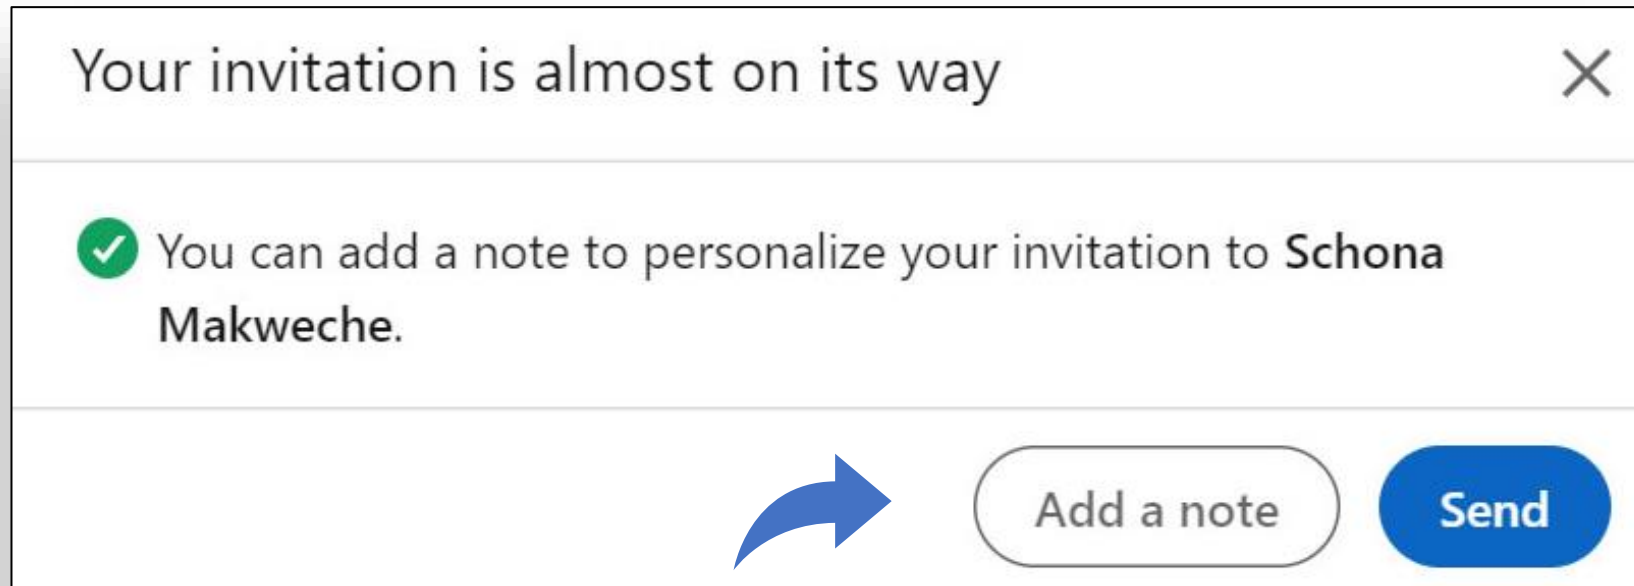 Your invitation is almost on its way
You can add a note to personalize your invitation to Schona
Makweche.
Add a note
Send